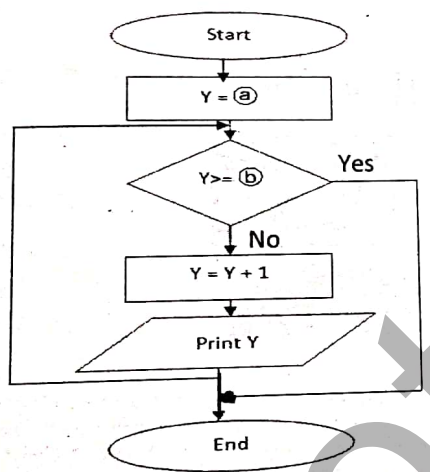 Start
Y = ⓐ
Y>= ⓑ
Yes
No
Y = Y + 1
Print Y
End